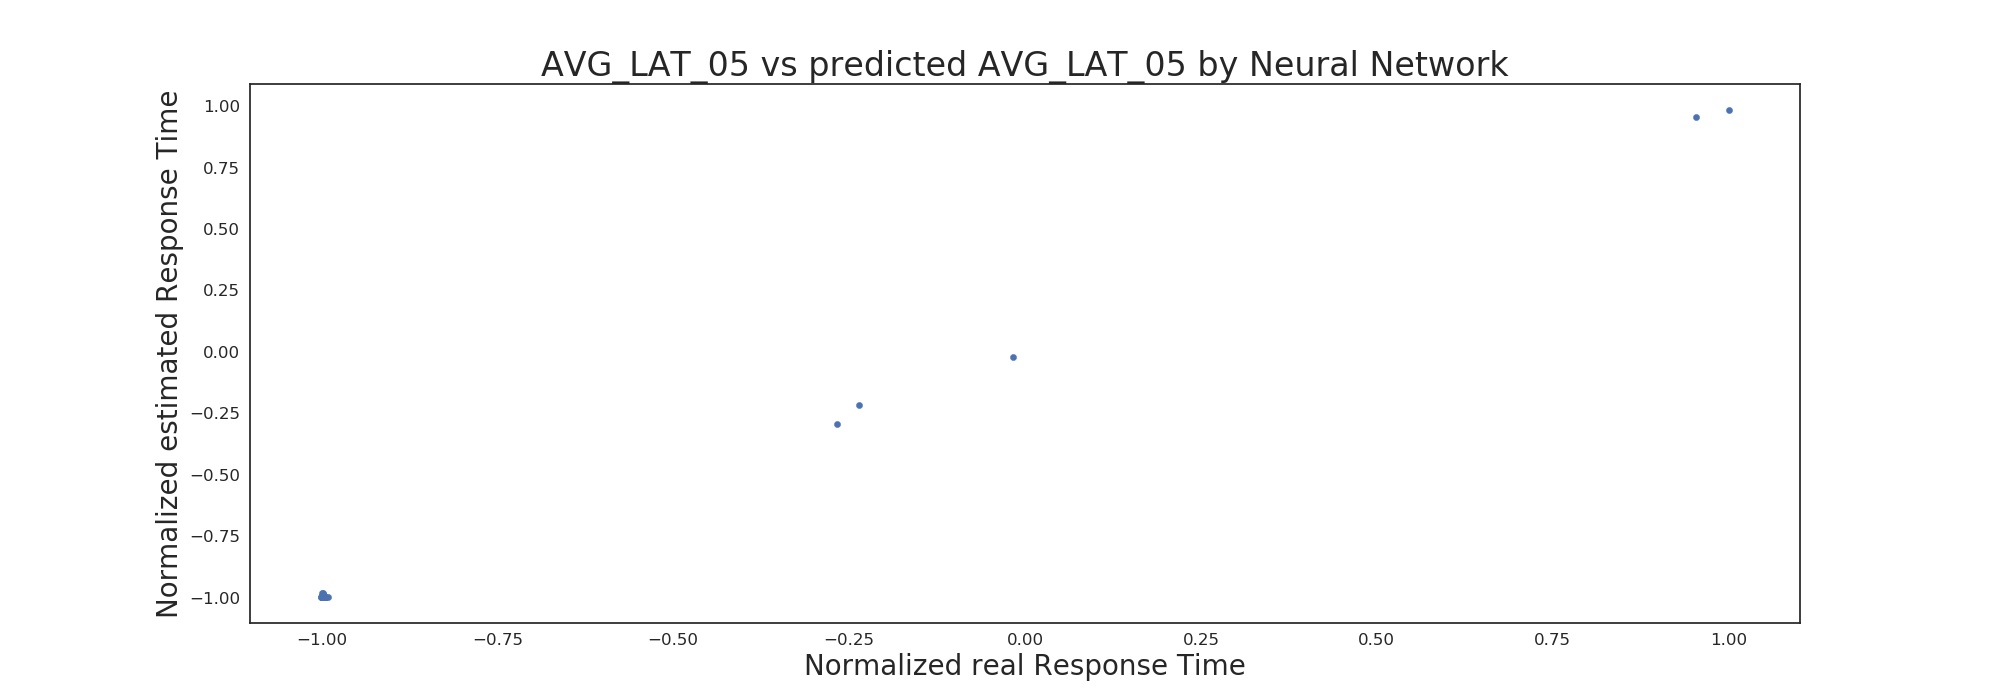 AVG_LAT_05 vs predicted AVG_LAT_05 by Neural Network
Normalized estimated Response Time
1.00
0.75
0.50
0.25
0.00
−0.25
−0.50
−0.75
−1.00
−1.00 −0.75 −0.50 −0.25 0.00 0.25 0.50 0.75 1.00
Normalized real Response Time